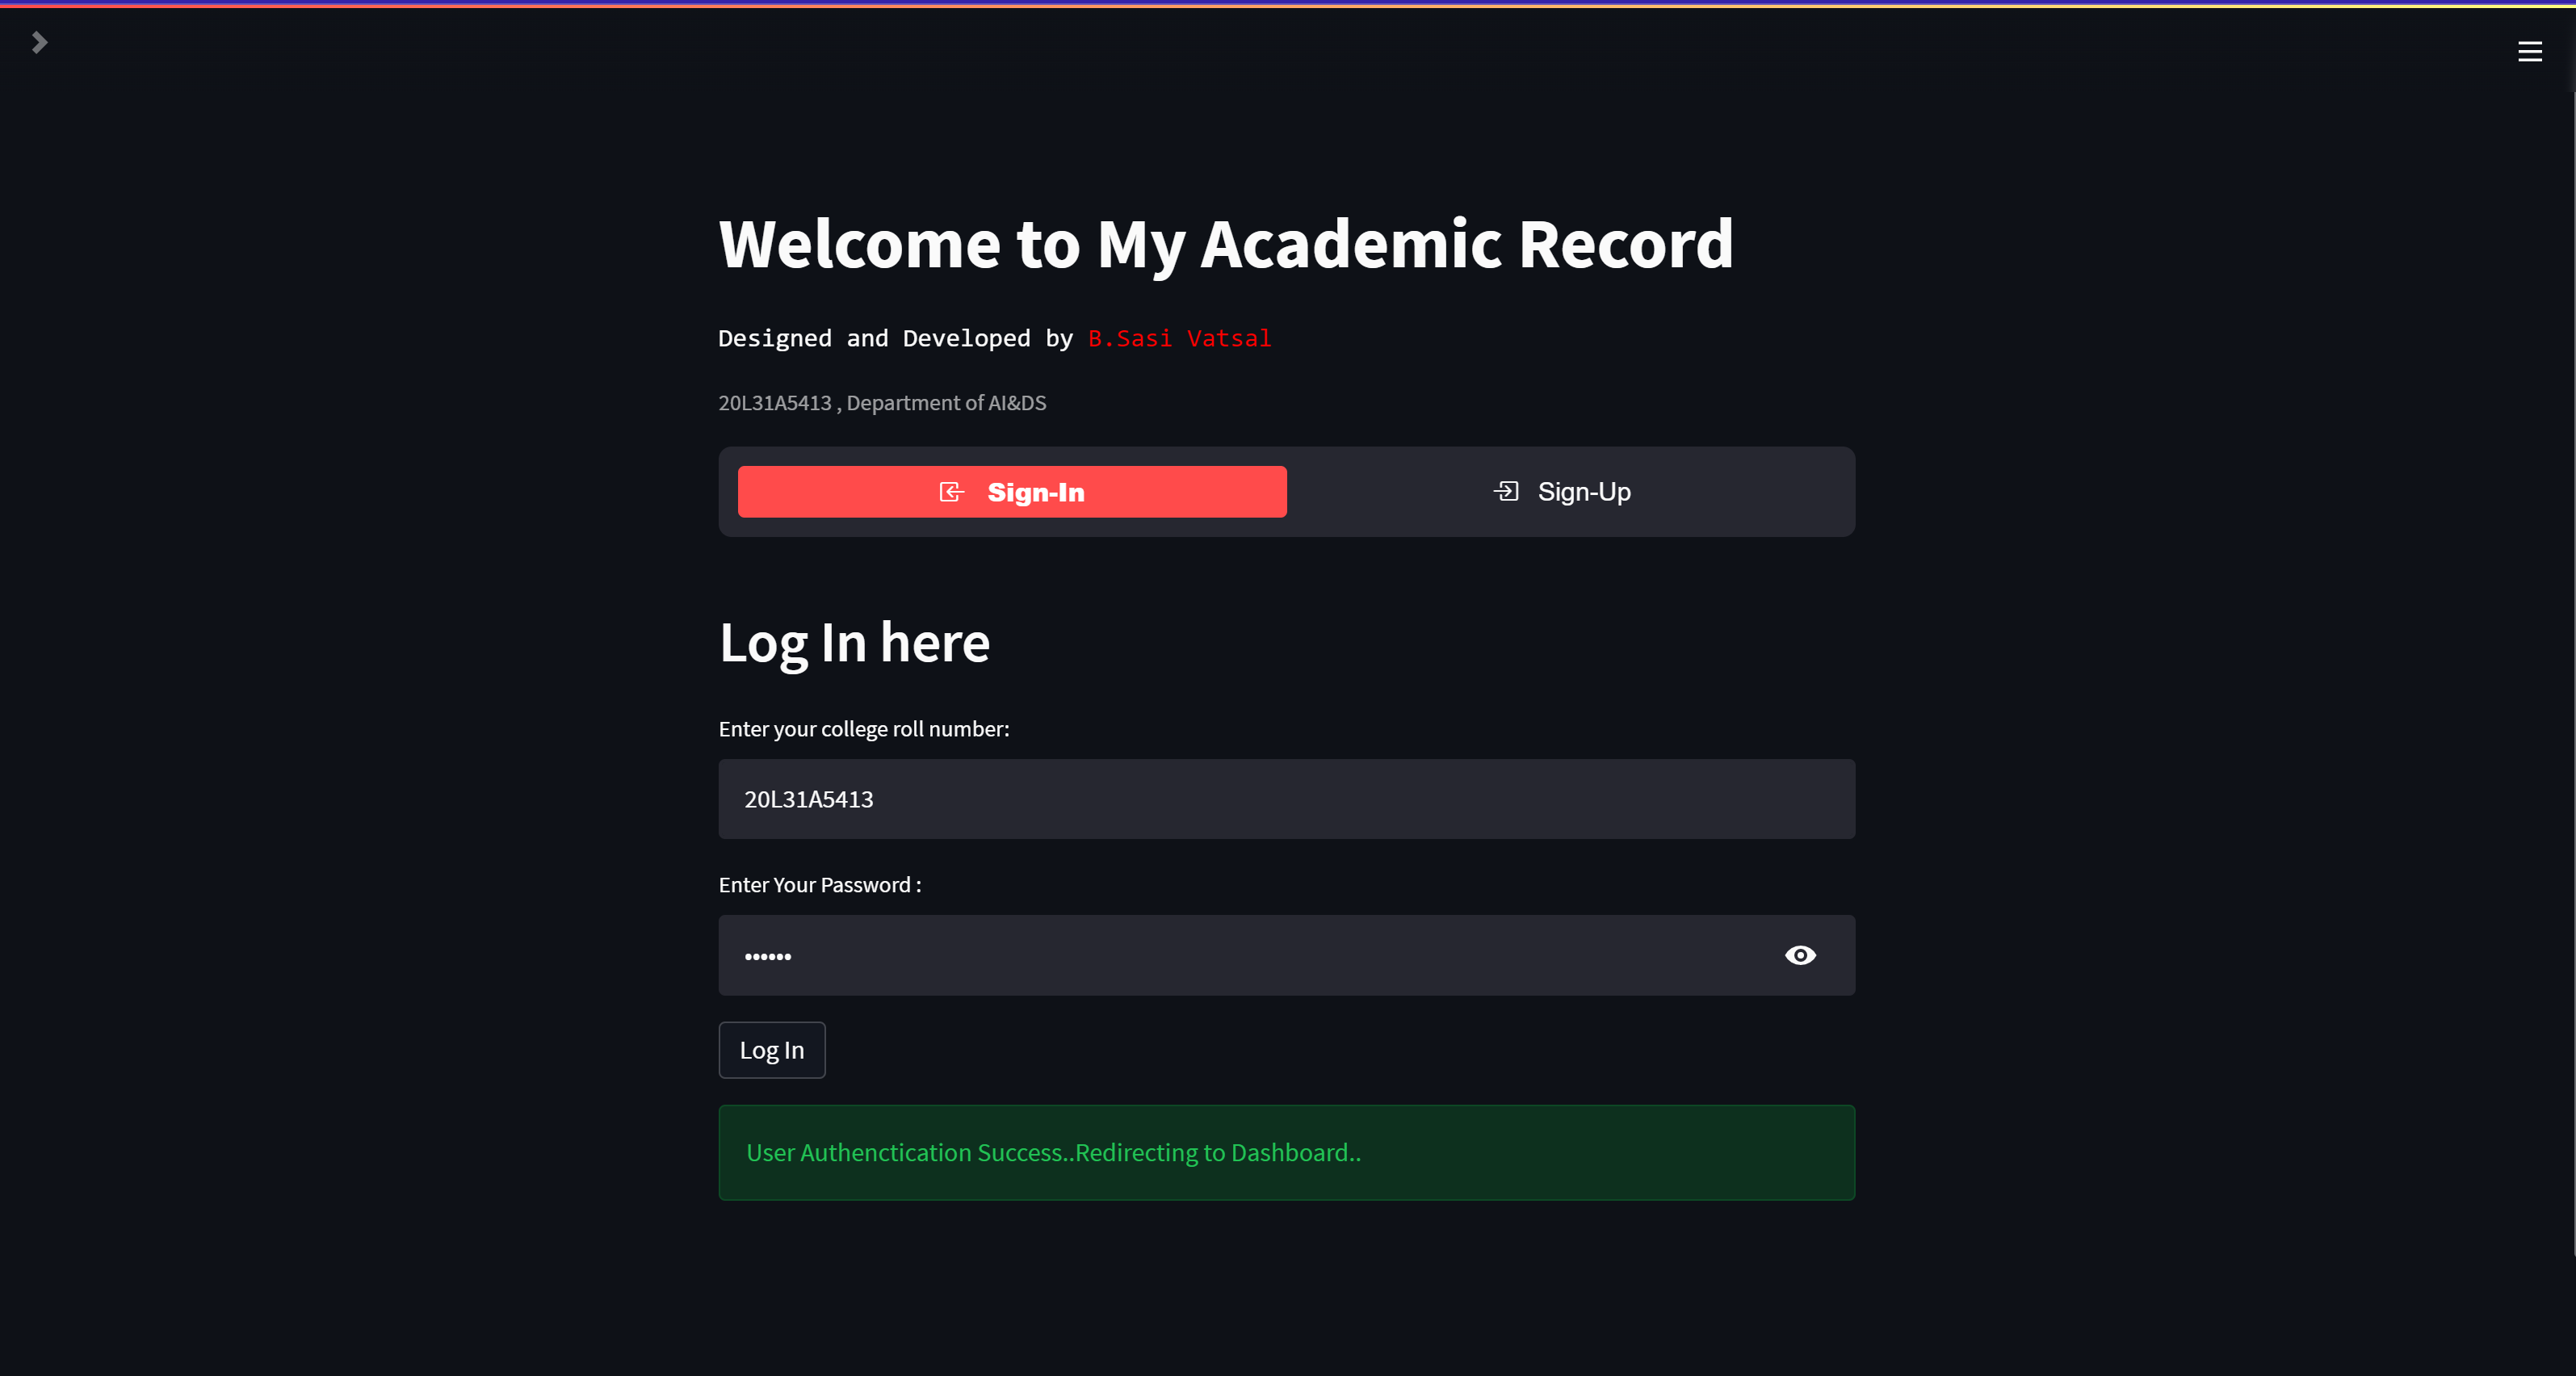 Welcome to My Academic Record
Designed and Developed by B.Sasi Vatsal
20L31A5413 , Department of AI&DS
Sign-In
Sign-Up
Log In here
Enter your college roll number:
20L31A5413
Enter Your Password :
••••••
Log In
User Authenctication Success..Redirecting to Dashboard..